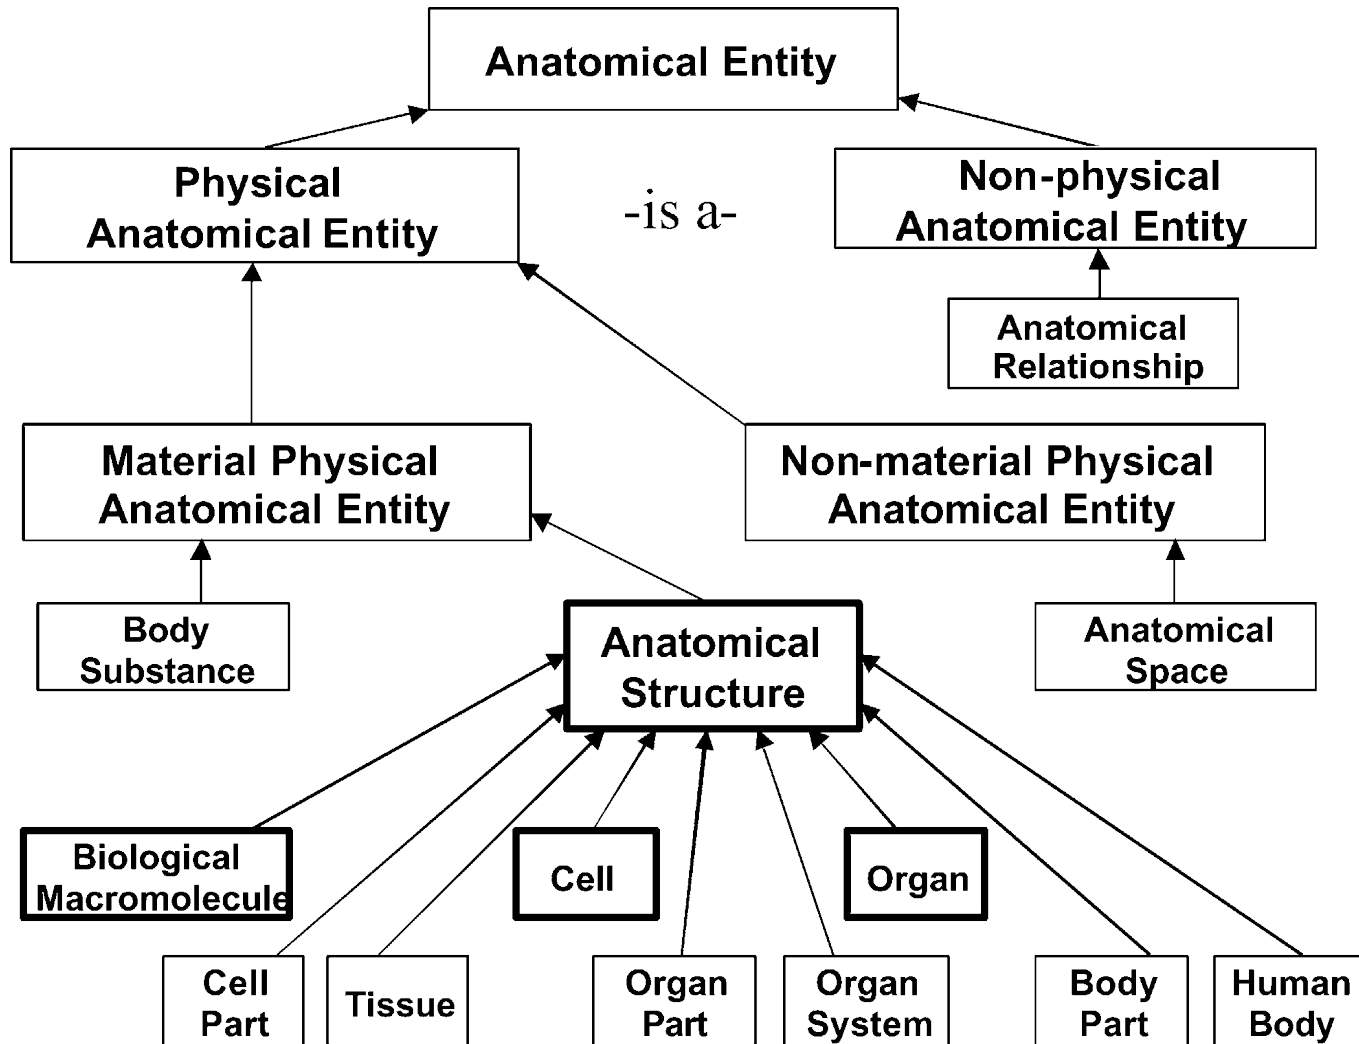 Anatomical Entity
Physical
Anatomical Entity
-is a-
Non-physical
Anatomical Entity
Anatomical
Relationship
Material Physical
Anatomical Entity
Non-material Physical
Anatomical Entity
Body
Substance
Anatomical
Structure
Anatomical
Space
Biological
Macromolecule
Cell
Organ
Cell
Part
Tissue
Organ
Part
Organ
System
Body
Part
Human
Body